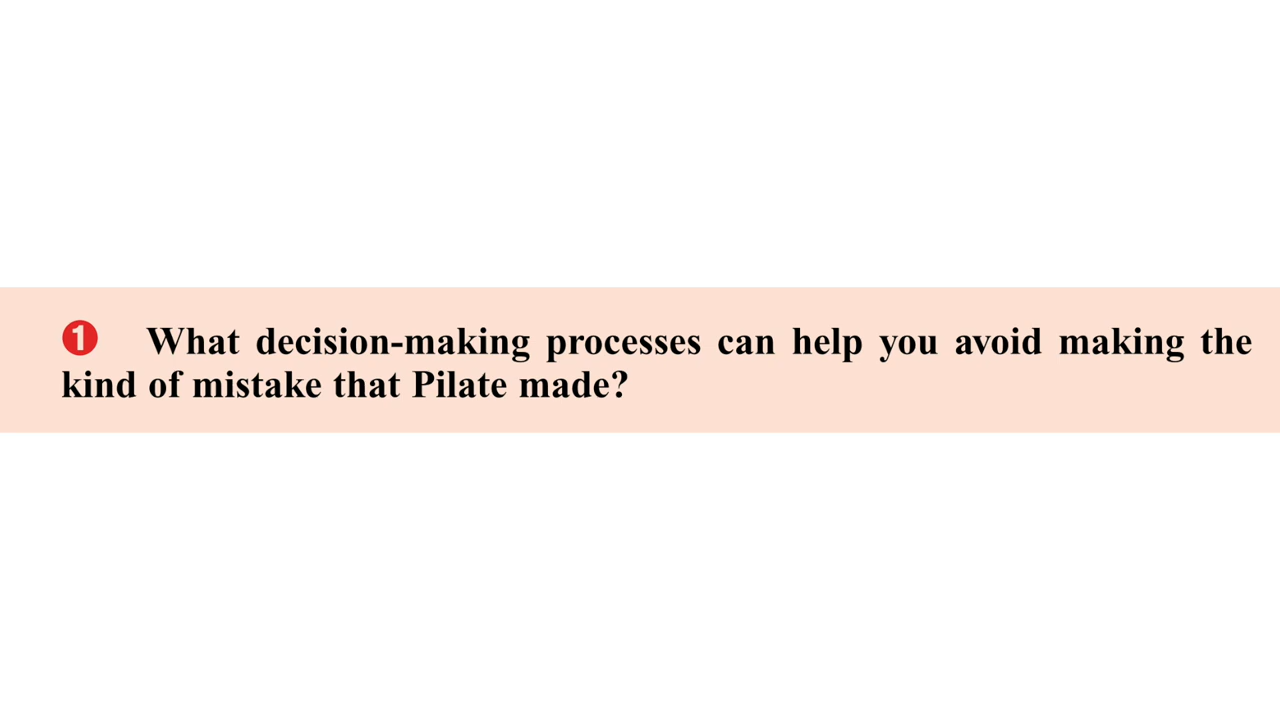 ❶ What decision-making processes can help you avoid making the
kind of mistake that Pilate made?